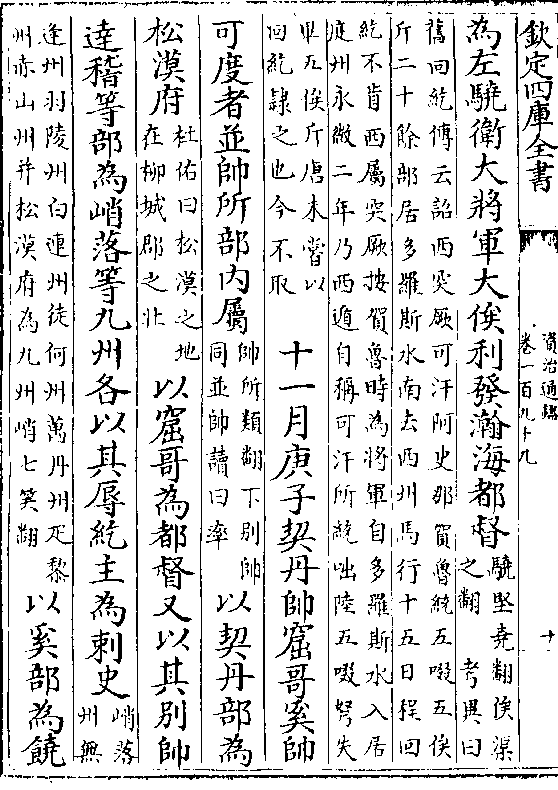 欽定四庫全書
資治通鑑
卷一百九十九
十
為左驍衛大將軍大俟利發瀚海都督
驍堅堯翻俟渠
之翻 考異曰
舊回紇傳云詔西突厥可汗阿史那賀魯統五啜五俟
斤二十餘部居多羅斯水南去西州馬行十五日程回
紇不肯西屬突厥按賀魯時為將軍自多羅斯水入居
庭州永徽二年乃西遁自稱可汗所統咄陸五啜弩失
畢五俟斤唐未嘗以
回紇隸之也今不取
十一月庚子契丹帥窟哥奚帥
可度者並帥所部內屬
帥所類翻下别帥
同並帥讀曰率
以契丹部為
松漠府
杜佑曰松漠之地
在柳城郡之北
以窟哥為都督又以其别帥
達稽等部為峭落等九州各以其辱紇主為刺史
峭落
州無
逢州羽陵州白連州徒何州萬丹州疋黎
州赤山州并松漠府為九州峭七笑翻
以奚部為饒